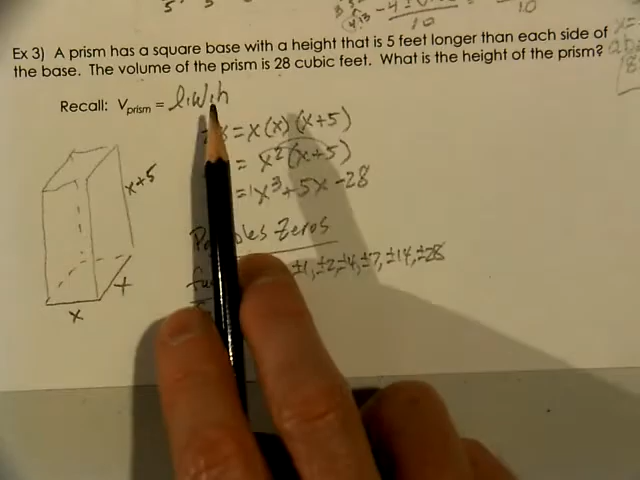 Ex 3) A prism has a square base with a height that is 5 feet longer than each side of
the base. The volume of the prism is 28 cubic feet. What is the height of the prism?
Recall: Vprism = l·w·h
8 = x(x)(x+5)
= x²(x+5)
= 1x³+5x-28
x+5
x
x
Zeros
±1, ±2, ±4, ±7, ±14, ±28
10